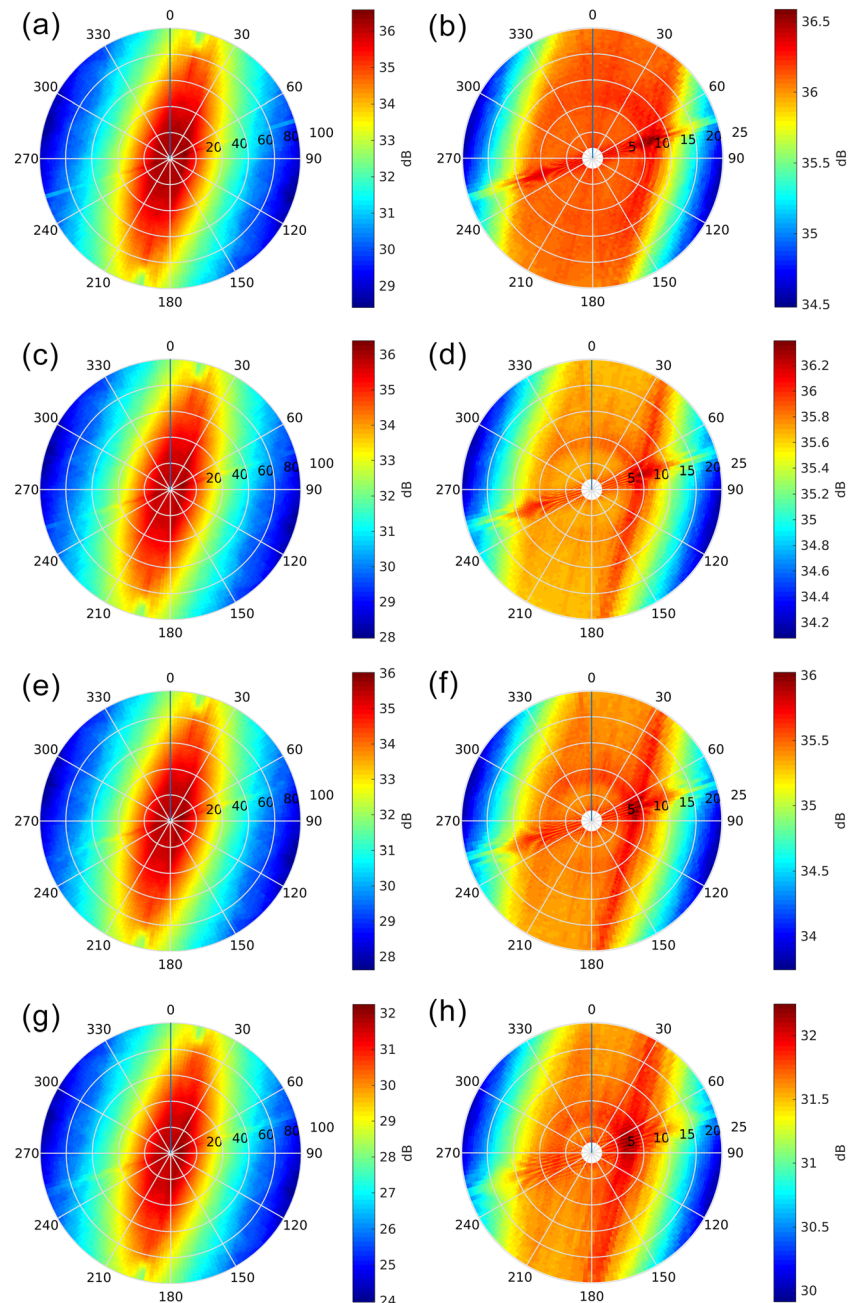 (a) 0 330 30 300 60 270 90 240 120 210 150 180 20 40 60 80 100
36 35 34 33 32 31 30 29 dB
(b) 0 330 30 300 60 270 90 240 120 210 150 180 5 10 15 20 25
36.5 36 35.5 35 34.5 dB
(c) 0 330 30 300 60 270 90 240 120 210 150 180 20 40 60 80 100
36 35 34 33 32 31 30 29 28 dB
(d) 0 330 30 300 60 270 90 240 120 210 150 180 5 10 15 20 25
36.2 36 35.8 35.6 35.4 35.2 35 34.8 34.6 34.4 34.2 dB
(e) 0 330 30 300 60 270 90 240 120 210 150 180 20 40 60 80 100
36 35 34 33 32 31 30 29 28 dB
(f) 0 330 30 300 60 270 90 240 120 210 150 180 5 10 15 20 25
36 35.5 35 34.5 34 dB
(g) 0 330 30 300 60 270 90 240 120 210 150 180 20 40 60 80 100
32 31 30 29 28 27 26 25 24 dB
(h) 0 330 30 300 60 270 90 240 120 210 150 180 5 10 15 20 25
32 31.5 31 30.5 30 dB